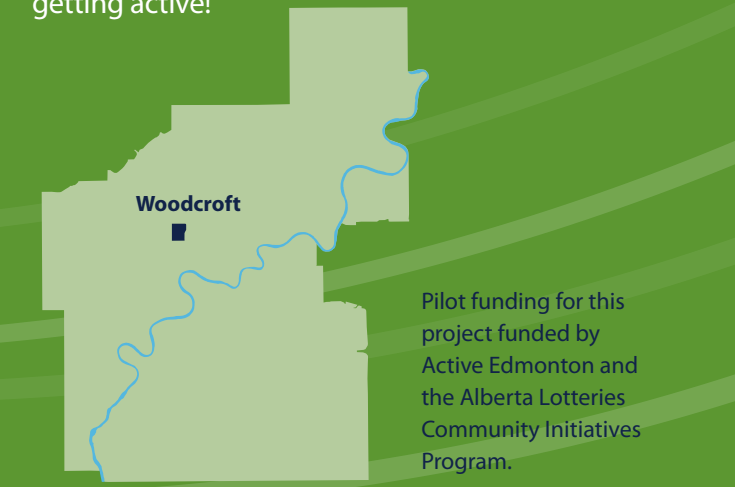 getting active!
Woodcroft
Pilot funding for this
project funded by
Active Edmonton and
the Alberta Lotteries
Community Initiatives
Program.